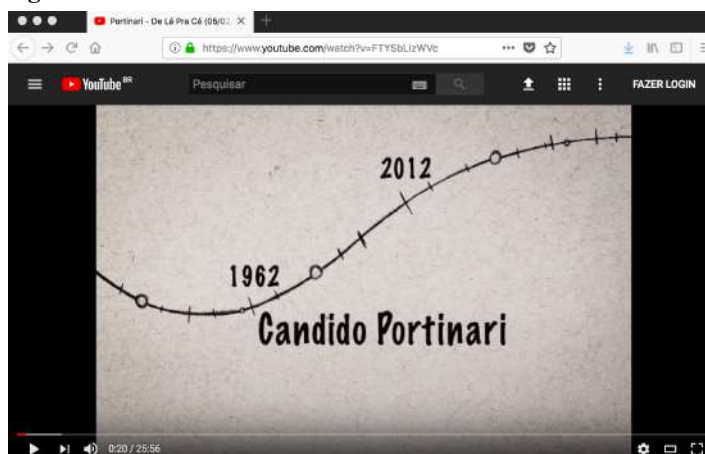 Portinari - De Lá Pra Cá (05/02
https://www.youtube.com/watch?v=FTYSbLizWVc
YouTube BR
Pesquisar
FAZER LOGIN
2012
1962
Candido Portinari
0:20 / 25:56